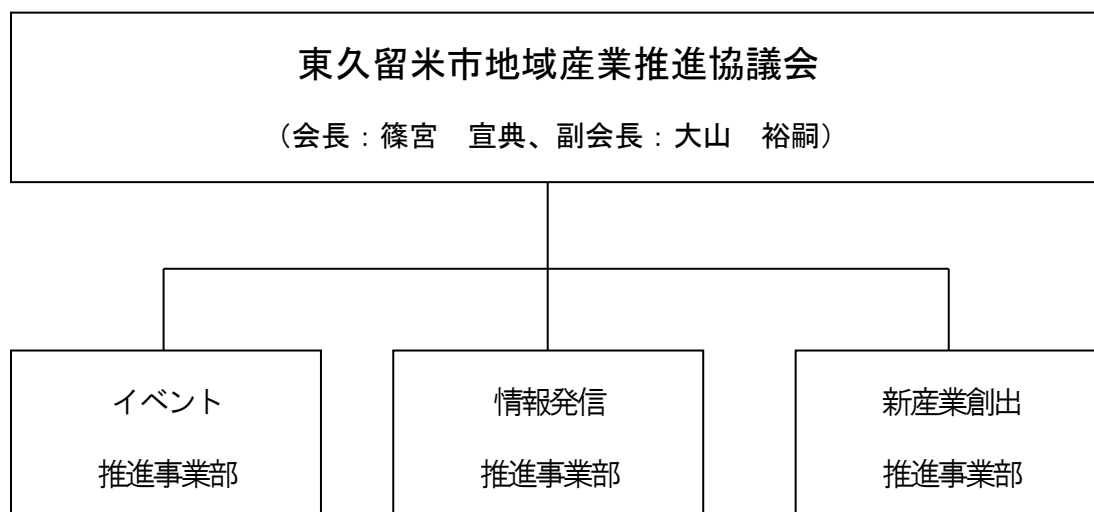 東久留米市地域産業推進協議会
（会長：篠宮　宣典、副会長：大山　裕嗣）
イベント
推進事業部
情報発信
推進事業部
新産業創出
推進事業部